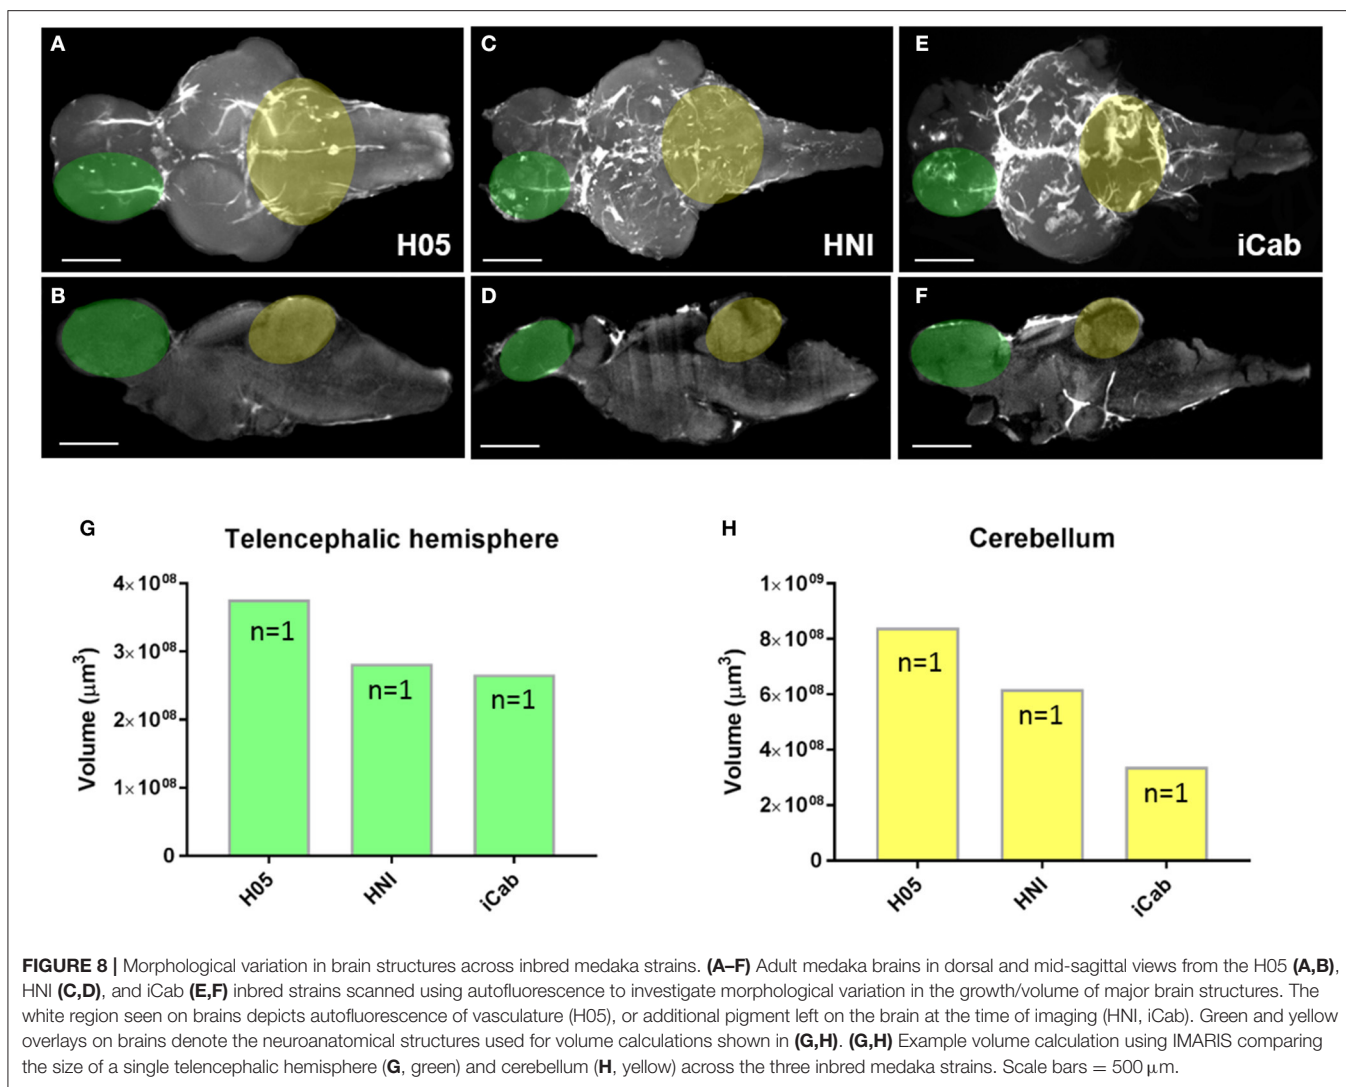 A
C
E
H05
HNI
iCab
B
D
F
G
Telencephalic hemisphere
4×10⁰⁸
3×10⁰⁸
2×10⁰⁸
1×10⁰⁸
0
Volume (μm³)
n=1
n=1
n=1
H05
HNI
iCab
H
Cerebellum
1×10⁰⁹
8×10⁰⁸
6×10⁰⁸
4×10⁰⁸
2×10⁰⁸
0
Volume (μm³)
n=1
n=1
n=1
H05
HNI
iCab
FIGURE 8 | Morphological variation in brain structures across inbred medaka strains. (A–F) Adult medaka brains in dorsal and mid-sagittal views from the H05 (A,B),
HNI (C,D), and iCab (E,F) inbred strains scanned using autofluorescence to investigate morphological variation in the growth/volume of major brain structures. The
white region seen on brains depicts autofluorescence of vasculature (H05), or additional pigment left on the brain at the time of imaging (HNI, iCab). Green and yellow
overlays on brains denote the neuroanatomical structures used for volume calculations shown in (G,H). (G,H) Example volume calculation using IMARIS comparing
the size of a single telencephalic hemisphere (G, green) and cerebellum (H, yellow) across the three inbred medaka strains. Scale bars = 500 μm.